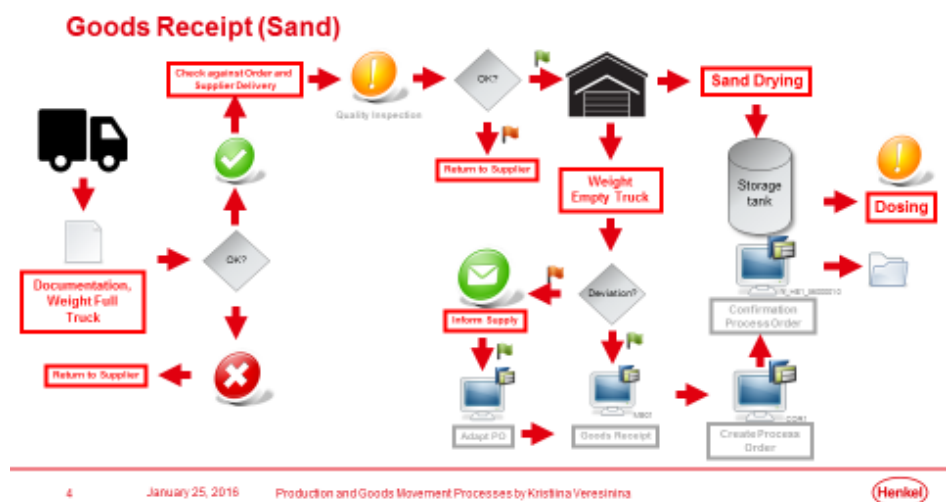 Goods Receipt (Sand)
Check against Order and
Supplier Delivery
Quality Inspection
OK?
Sand Drying
Return to Supplier
Weight
Empty Truck
Storage
tank
Dosing
OK?
Documentation,
Weight Full
Truck
Deviation?
Inform Supply
Confirmation
Process Order
Return to Supplier
Adapt PO
Goods Receipt
COR1
Create Process
Order
4
January 25, 2016
Production and Goods Movement Processes by Kristiina Veresinina
Henkel